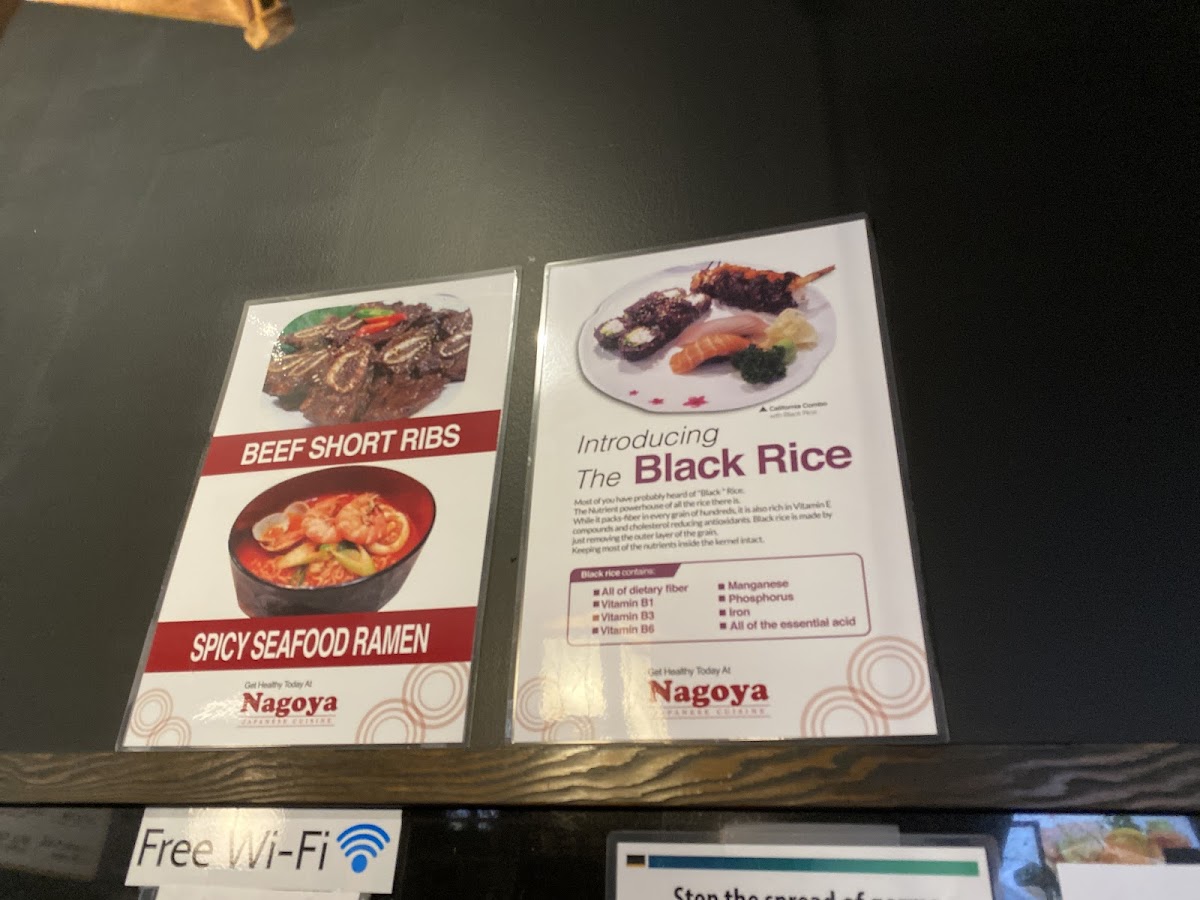 BEEF SHORT RIBS
SPICY SEAFOOD RAMEN
Get Healthy Today At
Nagoya
JAPANESE CUISINE
California Combo
with Black Rice
Introducing
The Black Rice
Most of you have probably heard of "Black" Rice.
The Nutrient powerhouse of all the rice there is.
While it packs-fiber in every grain of hundreds, it is also rich in Vitamin E
compounds and cholesterol reducing antioxidants. Black rice is made by
just removing the outer layer of the grain.
Keeping most of the nutrients inside the kernel intact.
Black rice contains:
All of dietary fiber
Vitamin B1
Vitamin B3
Vitamin B6
Manganese
Phosphorus
Iron
All of the essential acid
Get Healthy Today At
Nagoya
JAPANESE CUISINE
Free Wi-Fi
Stop the spread of germs